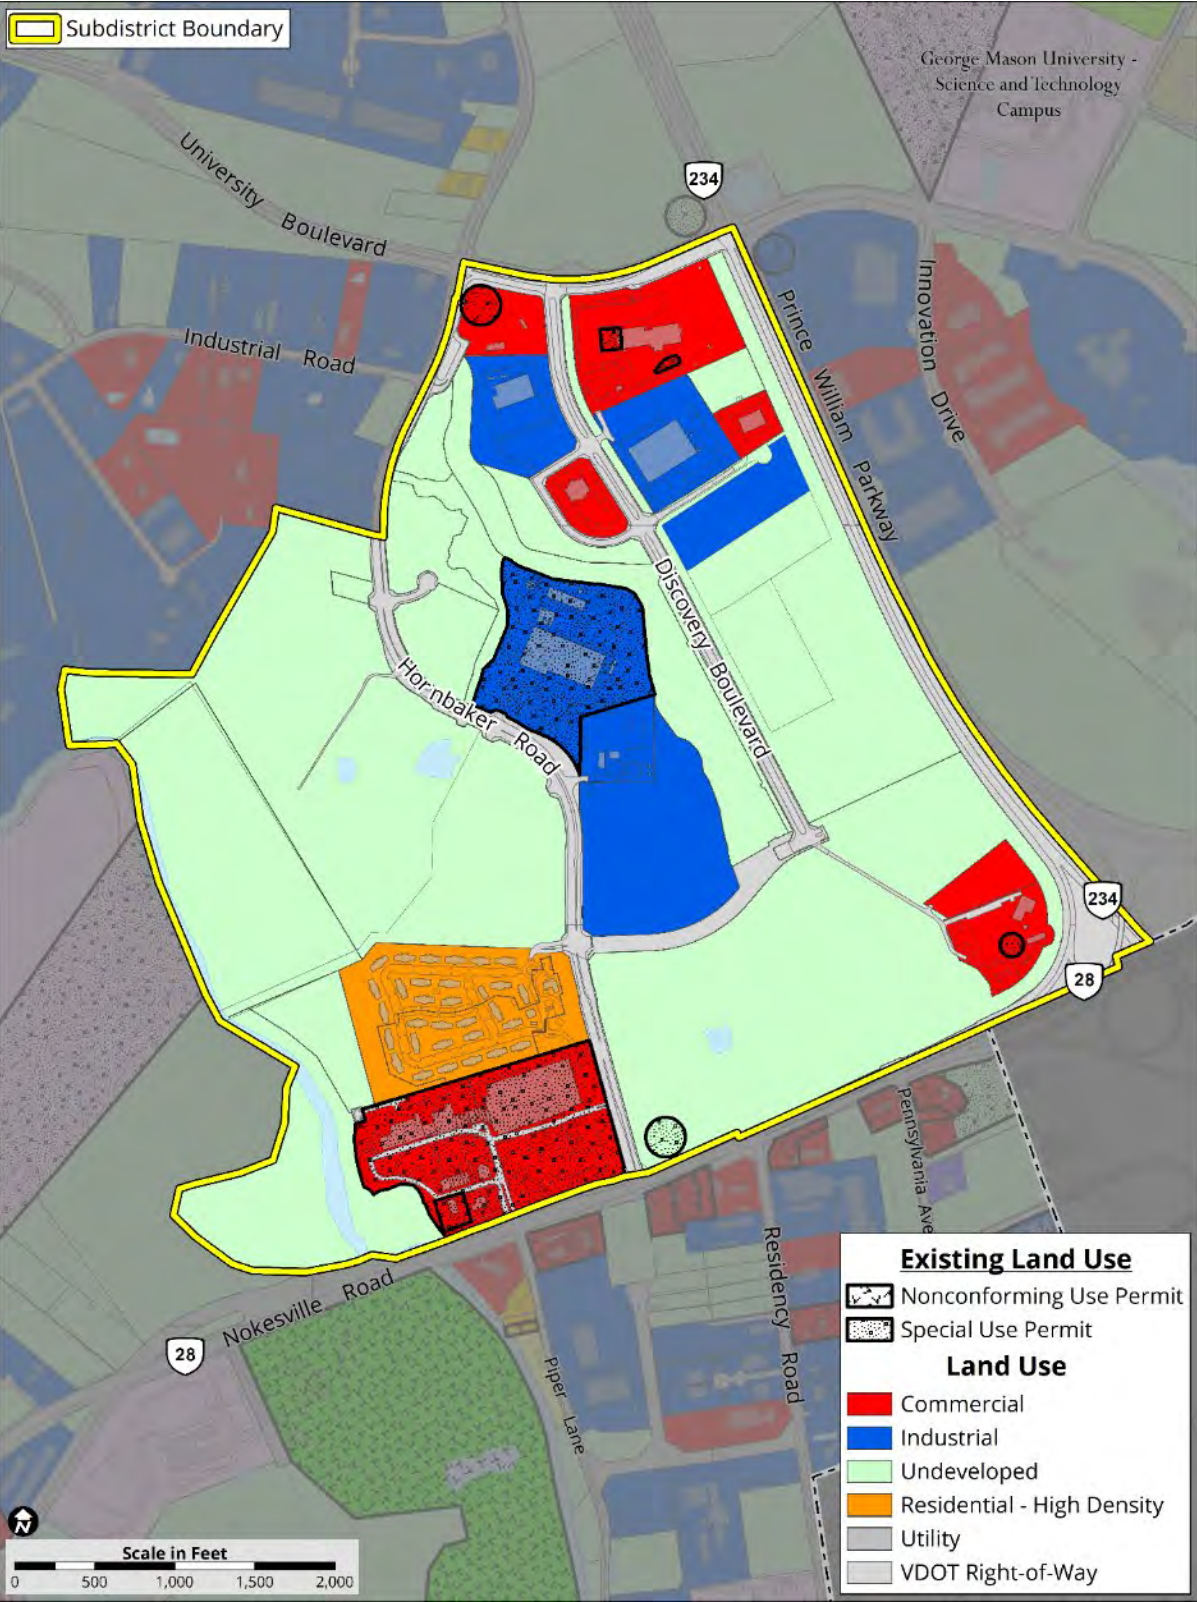 Subdistrict Boundary
George Mason University -
Science and Technology
Campus
234
University Boulevard
Industrial Road
Prince William Parkway
Innovation Drive
Discovery Boulevard
Hornbaker Road
234
28
Pennsylvania Ave
Residency Road
Nokesville Road
28
Piper Lane
Existing Land Use
Nonconforming Use Permit
Special Use Permit
Land Use
Commercial
Industrial
Undeveloped
Residential - High Density
Utility
VDOT Right-of-Way
N
Scale in Feet
0 500 1,000 1,500 2,000